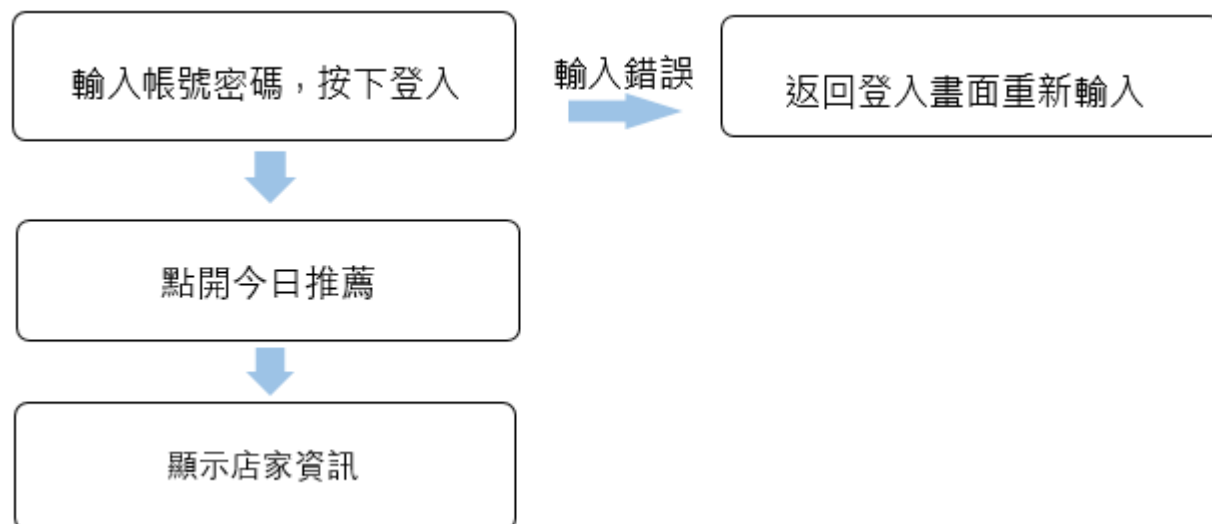 輸入帳號密碼，按下登入
輸入錯誤
返回登入畫面重新輸入
點開今日推薦
顯示店家資訊